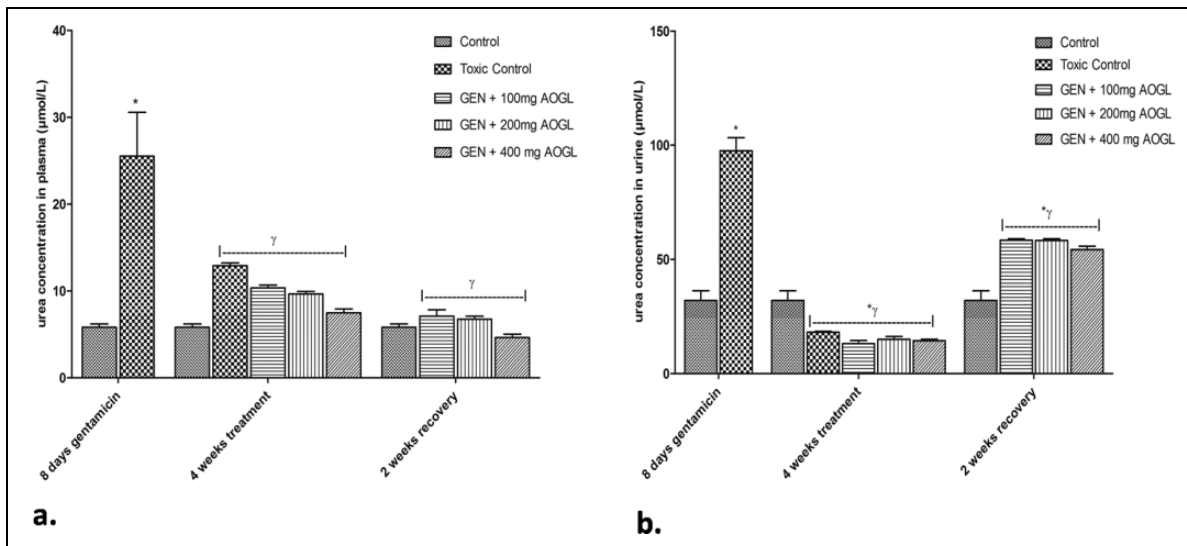 urea concentration in plasma (µmol/L)
40
30
20
10
0
*
γ
γ
Control
Toxic Control
GEN + 100mg AOGL
GEN + 200mg AOGL
GEN + 400 mg AOGL
8 days gentamicin
4 weeks treatment
2 weeks recovery
a.
urea concentration in urine (µmol/L)
150
100
50
0
*
*γ
*γ
Control
Toxic Control
GEN + 100mg AOGL
GEN + 200mg AOGL
GEN + 400 mg AOGL
8 days gentamicin
4 weeks treatment
2 weeks recovery
b.